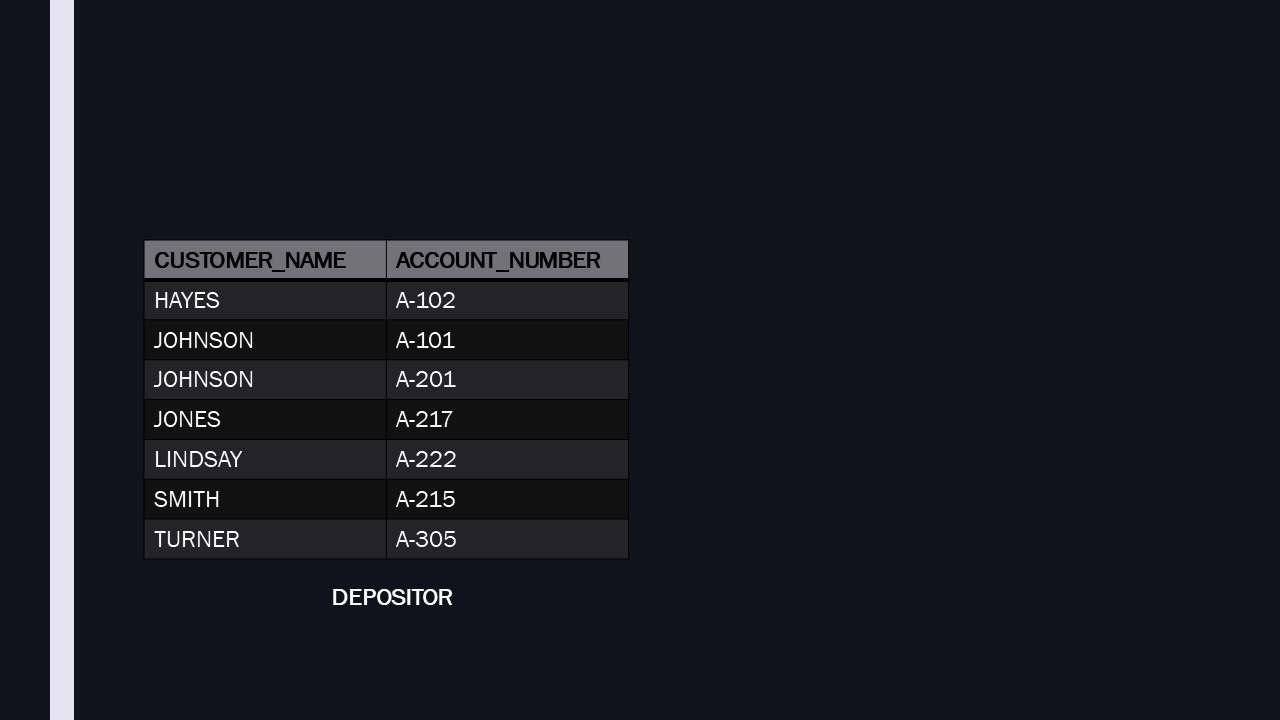 CUSTOMER_NAME ACCOUNT_NUMBER
HAYES A-102
JOHNSON A-101
JOHNSON A-201
JONES A-217
LINDSAY A-222
SMITH A-215
TURNER A-305
DEPOSITOR